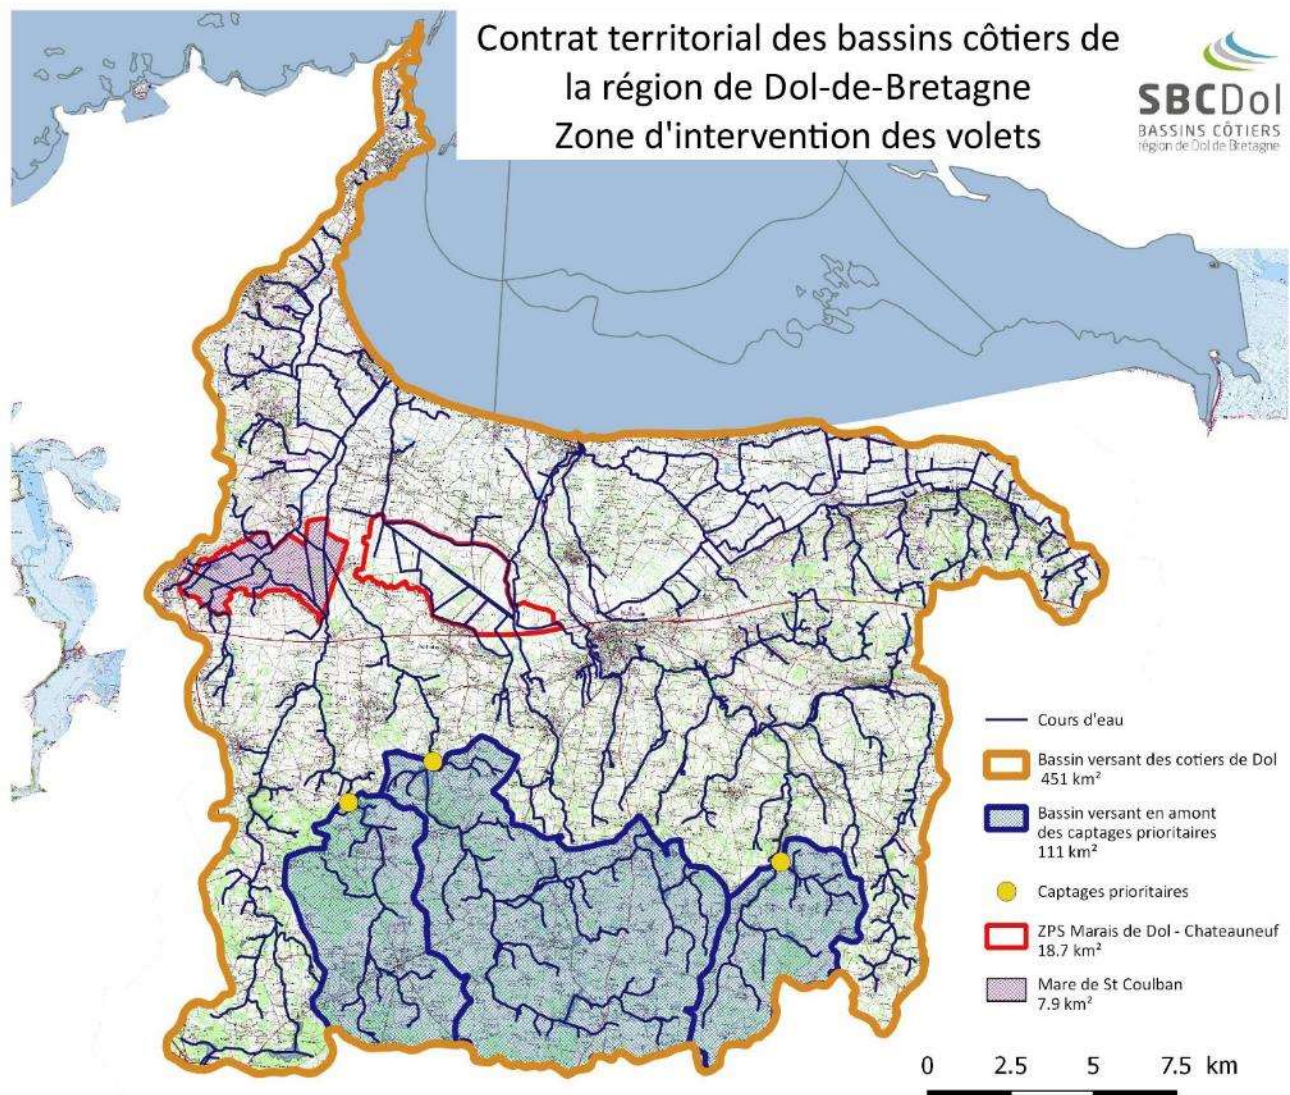 Contrat territorial des bassins côtiers de
la région de Dol-de-Bretagne
Zone d'intervention des volets
SBCDol
BASSINS CÔTIERS
région de Dol de Bretagne
Cours d'eau
Bassin versant des cotiers de Dol
451 km²
Bassin versant en amont
des captages prioritaires
111 km²
Captages prioritaires
ZPS Marais de Dol - Chateauneuf
18.7 km²
Mare de St Coulban
7.9 km²
0 2.5 5 7.5 km